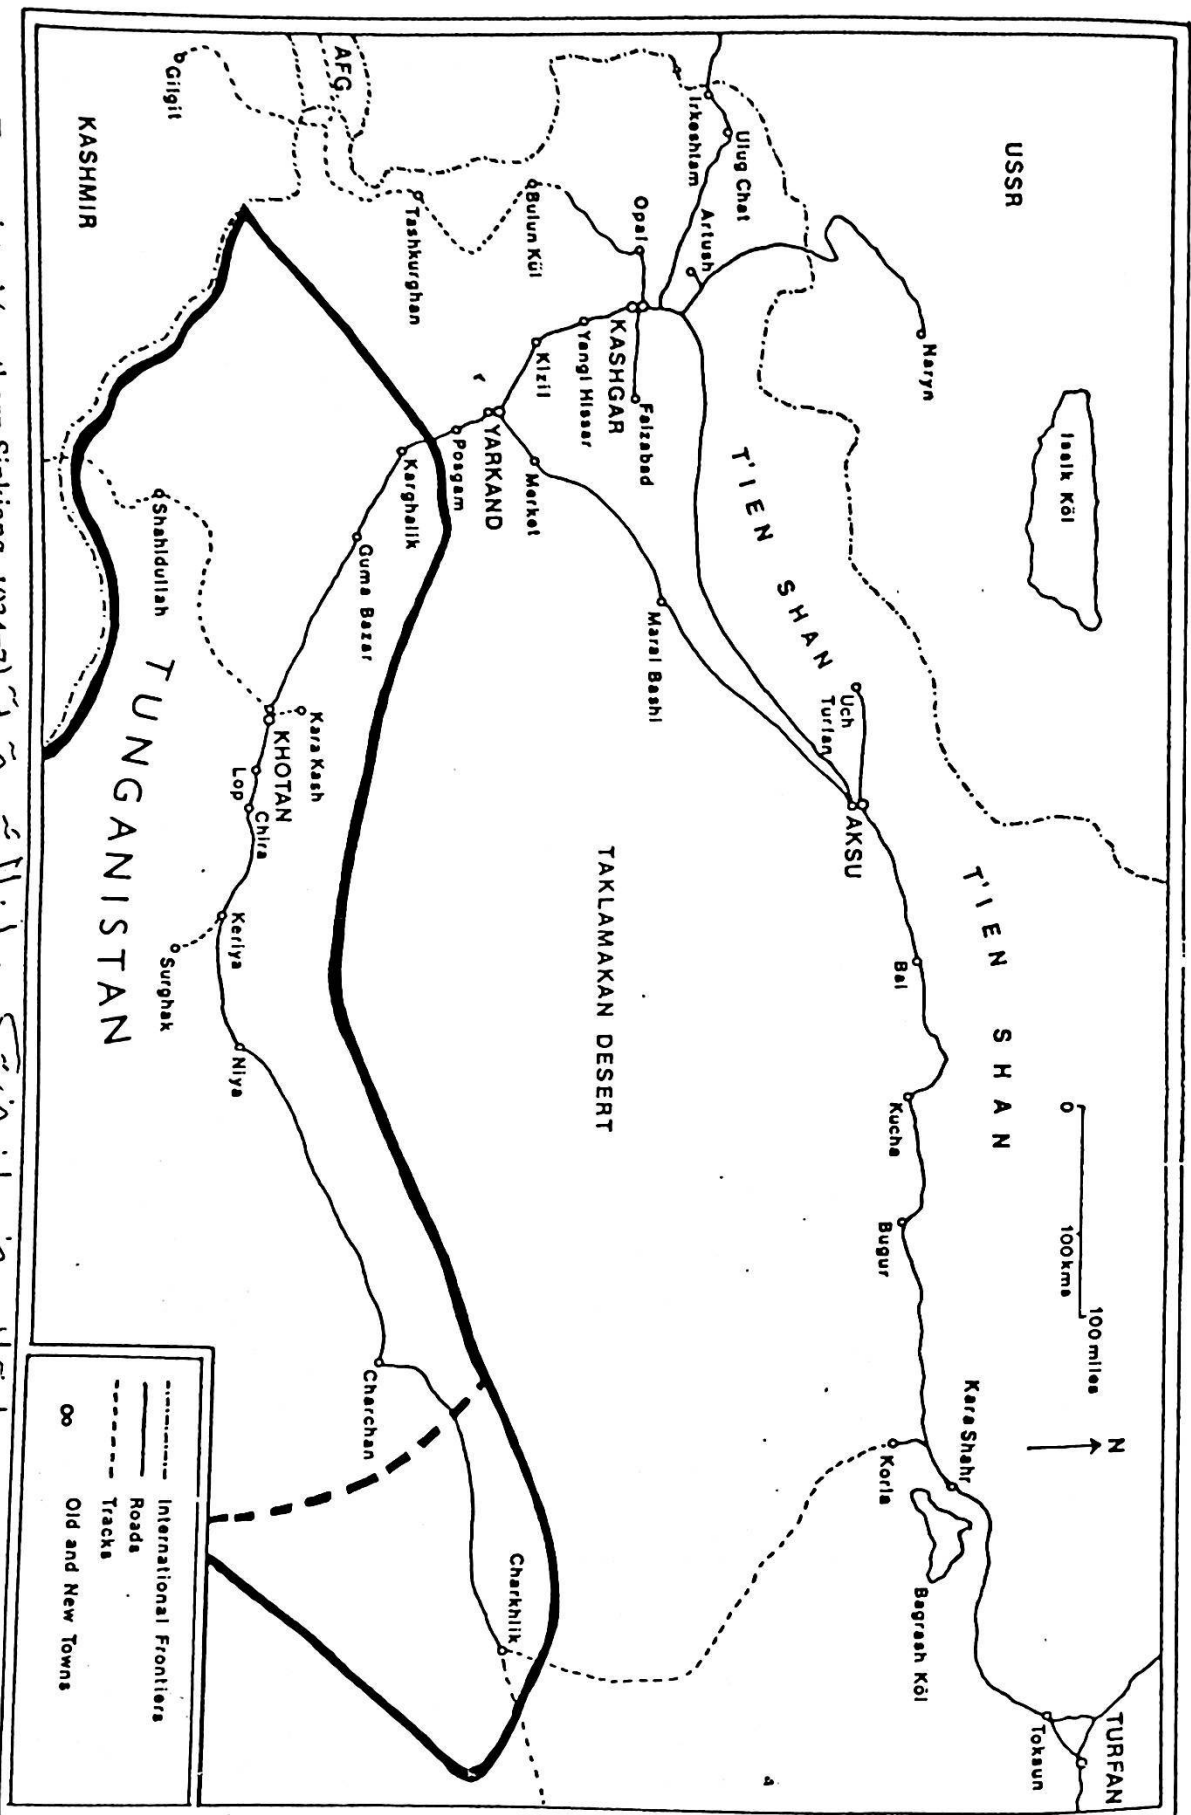 USSR
Issik Köl
Naryn
0
100 miles
100kms
N
TURFAN
Toksun
Kara Shahr
Bagrash Köl
Korla
Bugur
Kucha
Bai
T'IEN SHAN
T'IEN SHAN
Uch
Turfan
AKSU
Irkeshtam
Ulug Chat
Artush
Opal
KASHGAR
Faizabad
Yangi Hissar
Kizil
Bulun Kül
Tashkurghan
Maral Bashi
Merket
YARKAND
Posgam
Karghalik
TAKLAMAKAN DESERT
AFG
Gilgit
KASHMIR
Guma Bazar
Shahidullah
Kara Kash
KHOTAN
Lop
Chira
Keriya
Surghak
Niya
Charchan
Charkhlik
TUNGANISTAN
International Frontiers
Roads
Tracks
Old and New Towns